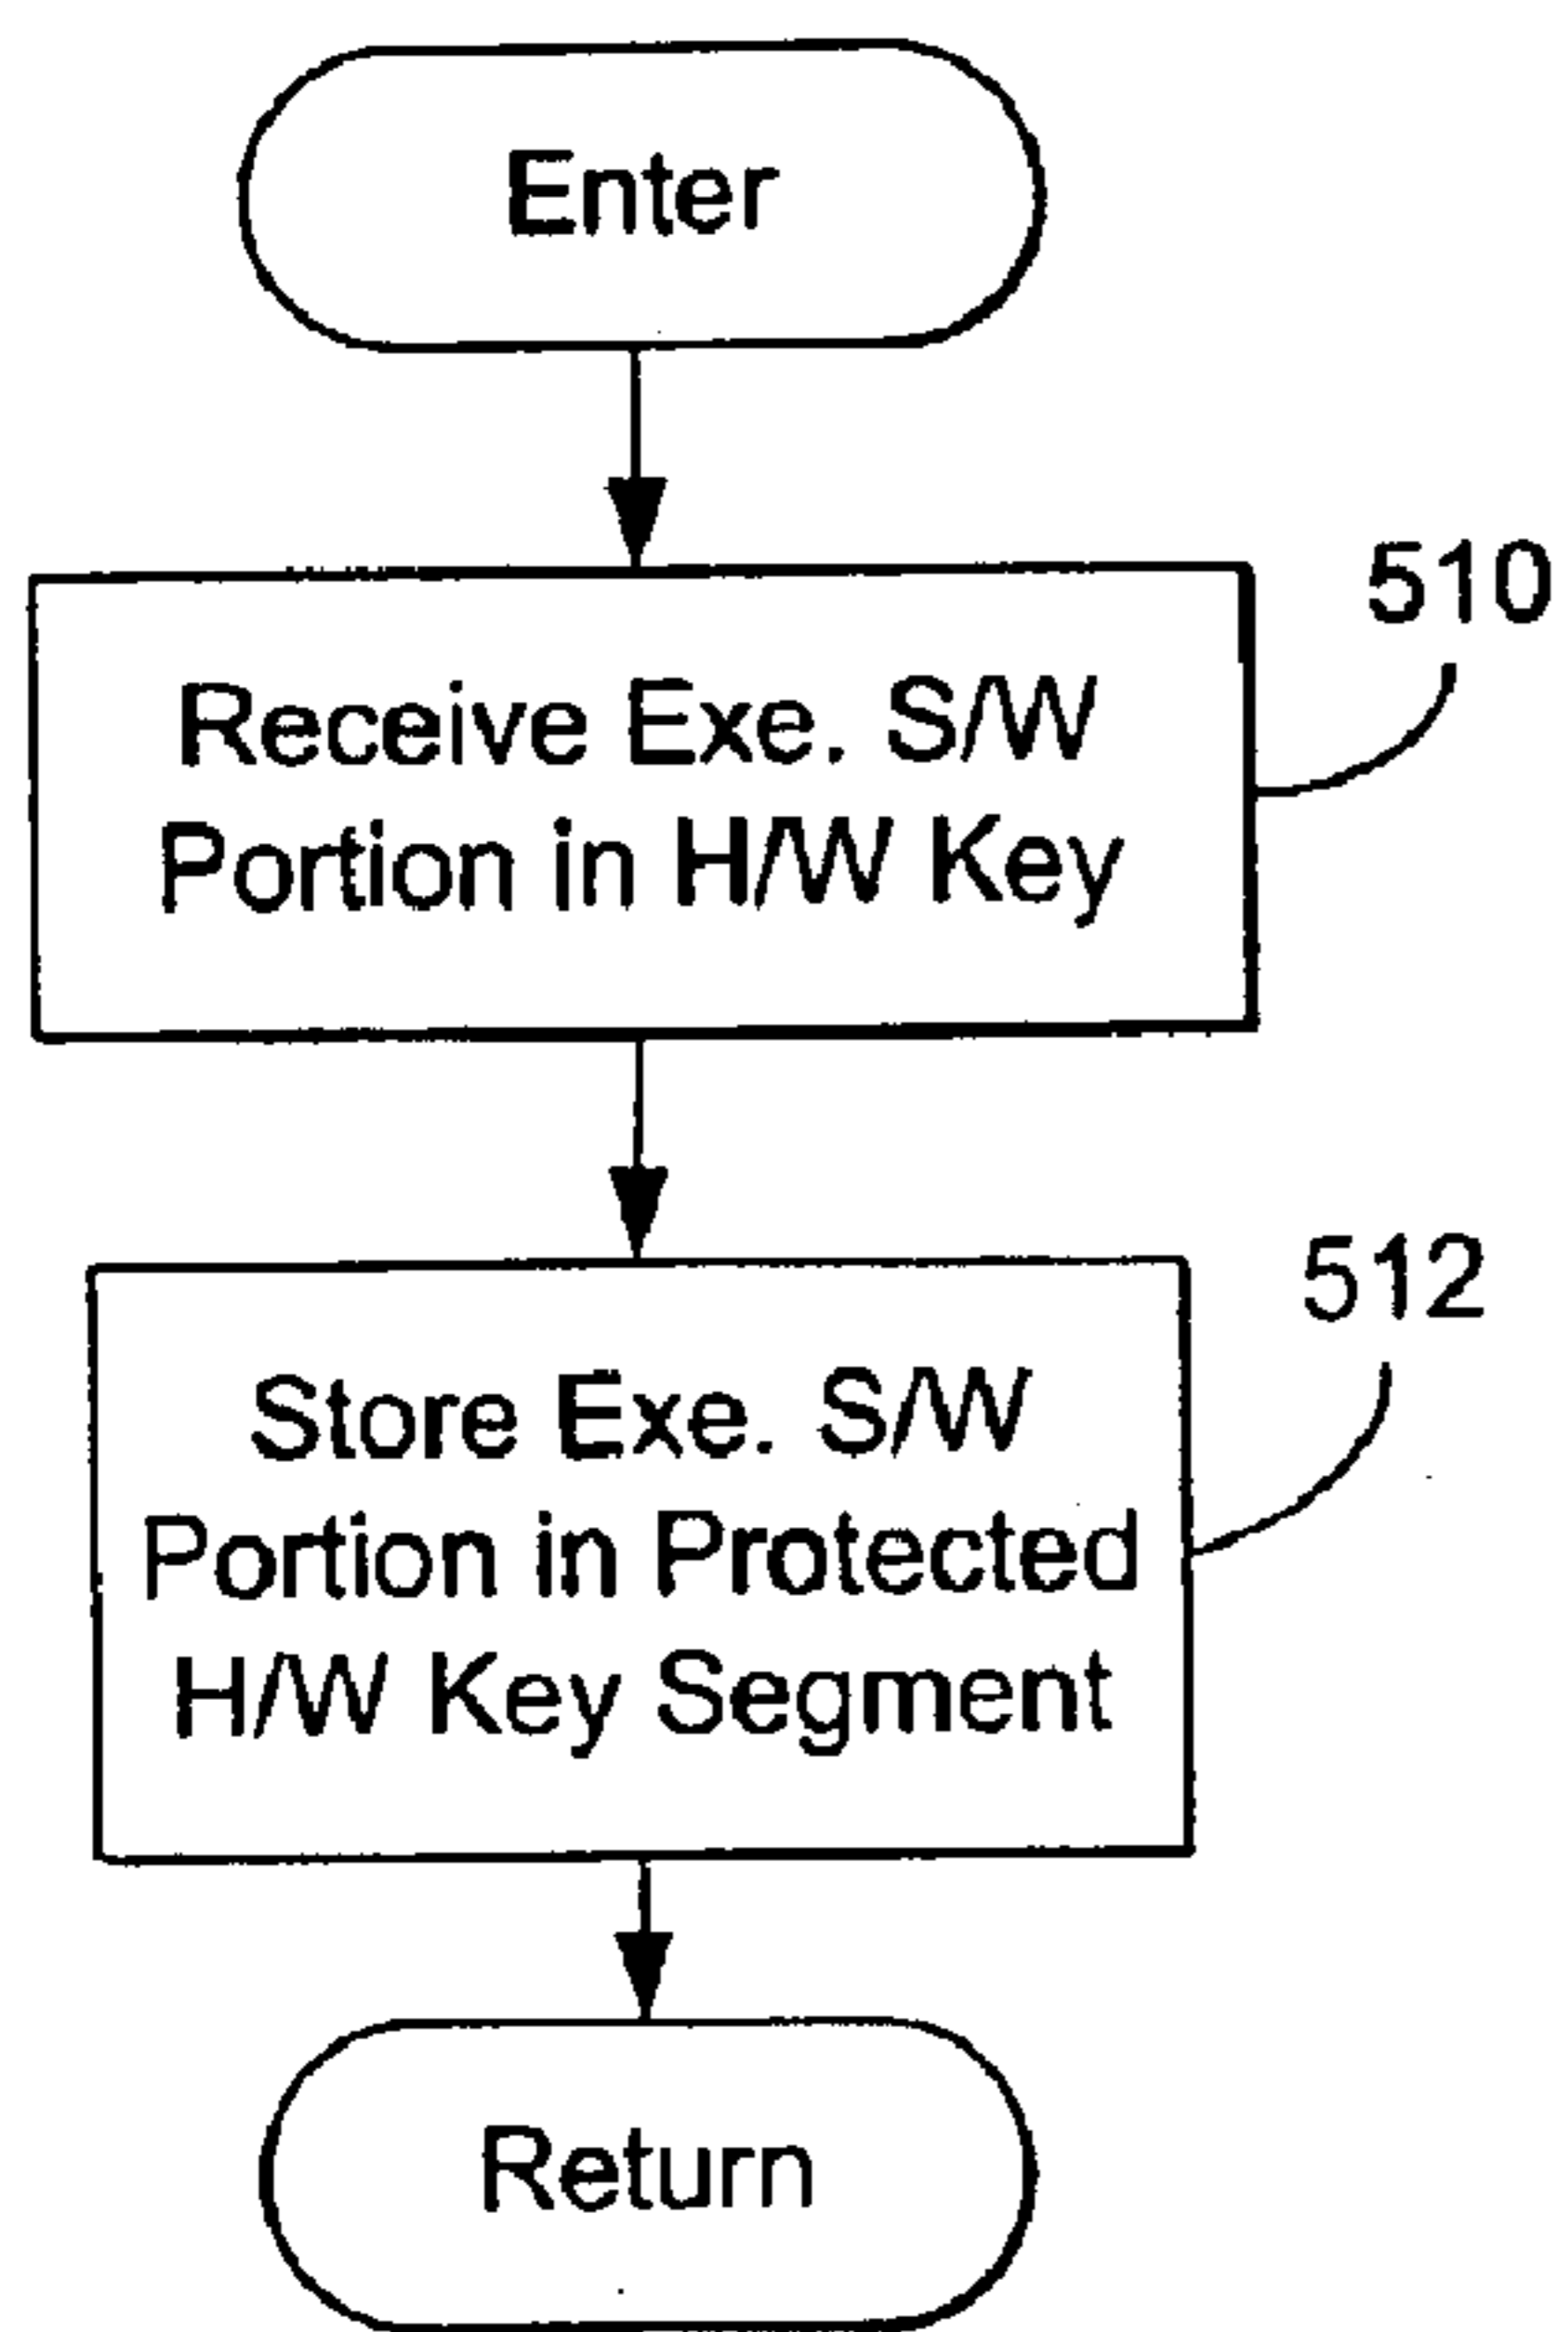 Enter
510
Receive Exe. S/W
Portion in H/W Key
512
Store Exe. S/W
Portion in Protected
H/W Key Segment
Return